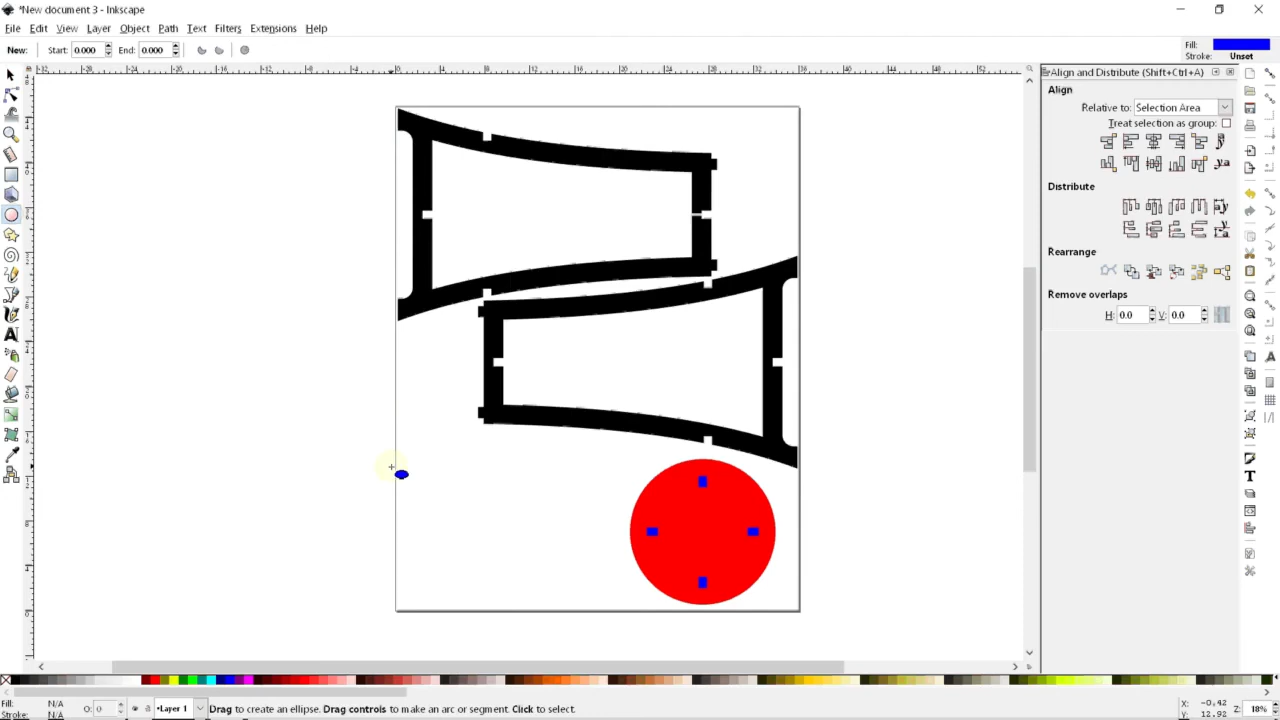 *New document 3 - Inkscape
File Edit View Layer Object Path Text Filters Extensions Help
New: Start: 0.000 End: 0.000
Fill:
Stroke: Unset
Align and Distribute (Shift+Ctrl+A)
Align
Relative to: Selection Area
Treat selection as group:
Distribute
Rearrange
Remove overlaps
H: 0.0 V: 0.0
Fill: N/A
Stroke: N/A
O: 0
•Layer 1
Drag to create an ellipse. Drag controls to make an arc or segment. Click to select.
X: -0.42
Y: 12.92
Z: 18%